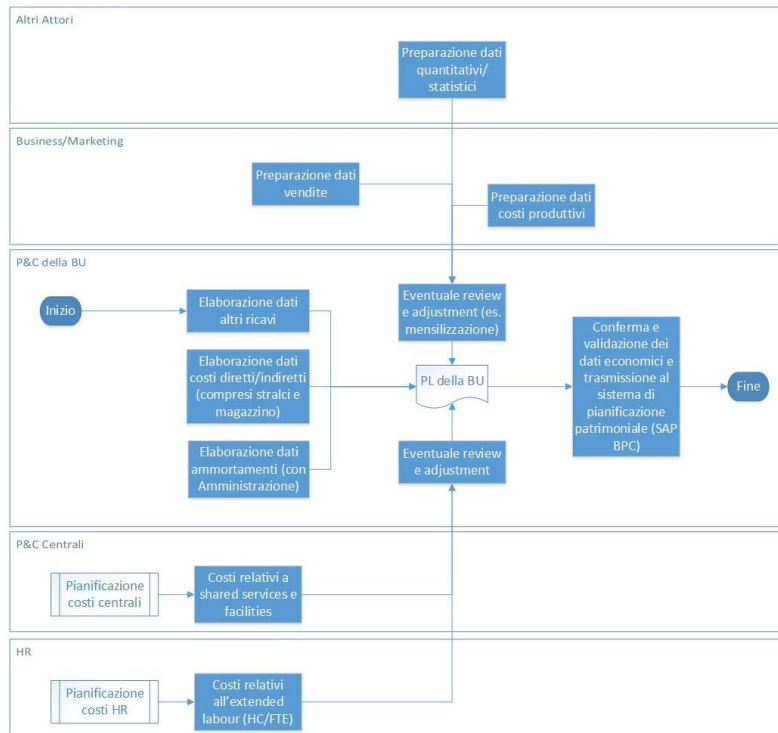 Altri Attori
Preparazione dati
quantitativi/
statistici
Business/Marketing
Preparazione dati
vendite
Preparazione dati
costi produttivi
P&C della BU
Inizio
Elaborazione dati
altri ricavi
Eventuale review
e adjustment (es.
mensilizzazione)
Conferma e
validazione dei
dati economici e
trasmissione al
sistema di
pianificazione
patrimoniale (SAP
BPC)
Elaborazione dati
costi diretti/indiretti
(compresi stralci e
magazzino)
PL della BU
Fine
Elaborazione dati
ammortamenti (con
Amministrazione)
Eventuale review
e adjustment
P&C Centrali
Pianificazione
costi centrali
Costi relativi a
shared services e
facilities
HR
Pianificazione
costi HR
Costi relativi
all'extended
labour (HC/FTE)